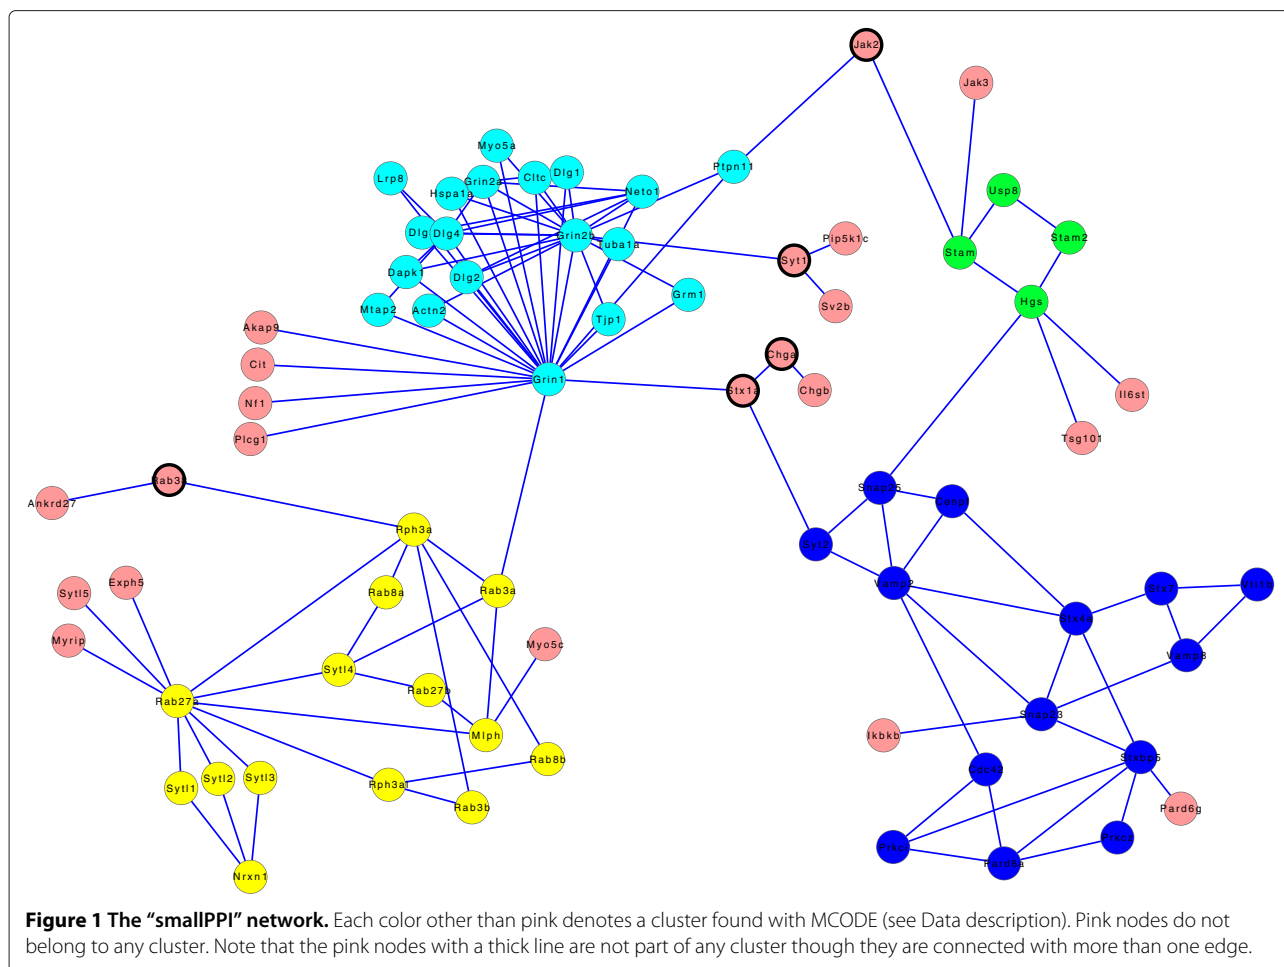 Jak2
Jak3
Myo5a
Ptpn11
Lrp8
Grin2a
Cltc
Dlg1
Hspa1a
Neto1
Usp8
Dlg4
Grin2b
Tuba1a
Pip5k1c
Stam2
Stam
Syt1
Dapk1
Dlg2
Grm1
Hgs
Mtap2
Actn2
Tjp1
Sv2b
Akap9
Cit
Grin1
Chga
Stx1a
Chgb
Il6st
Nf1
Plcg1
Tsg101
Ankrd27
Snap25
Rph3a
Vamp2
Sytl5
Exph5
Rab8a
Rab3a
Stx7
Myrip
Myo5c
Stx4a
Vamp8
Sytl4
Rab27b
Rab27a
Mlph
Ikbkb
Rab8b
Stxbp5
Cdc42
Sytl1
Sytl2
Sytl3
Rph3al
Rab3b
Pard6g
Prkci
Prkcz
Pard6a
Nrxn1
Figure 1 The “smallPPI” network. Each color other than pink denotes a cluster found with MCODE (see Data description). Pink nodes do not
belong to any cluster. Note that the pink nodes with a thick line are not part of any cluster though they are connected with more than one edge.